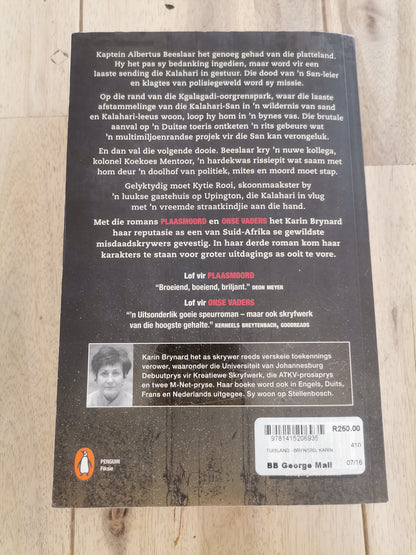 Kaptein Albertus Beeslaar het genoeg gehad van die platteland.
Hy het pas sy bedanking ingedien, maar word vir een
laaste sending die Kalahari in gestuur. Die dood van 'n San-leier
en klagtes van polisiegeweld word sy missie.
Op die rand van die Kgalagadi-oorgrenspark, waar die laaste
afstammelinge van die Kalahari-San in 'n wildernis van sand
en Kalahari-leeus woon, loop hy hom in 'n bynes vas. Die brutale
aanval op 'n Duitse toeris ontketen 'n rits gebeure wat
'n multimiljoenrandse projek vir die San kan verongeluk.
En dan val die volgende dooie. Beeslaar kry 'n nuwe kollega,
kolonel Koekoes Mentoor, 'n hardekwas rissiepit wat saam met
hom deur 'n doolhof van politiek, mites en moord moet stap.
Gelyktydig moet Kytie Rooi, skoonmaakster by
'n luukse gastehuis op Upington, die Kalahari in vlug
met 'n vreemde straatkindjie aan die hand.
Met die romans PLAASMOORD en ONSE VADERS het Karin Brynard
haar reputasie as een van Suid-Afrika se gewildste
misdaadskrywers gevestig. In haar derde roman kom haar
karakters te staan voor groter uitdagings as ooit te vore.
Lof vir PLAASMOORD
"Broeiend, boeiend, briljant." DEON MEYER
Lof vir ONSE VADERS
"'n Uitsonderlik goeie speurroman – maar ook skryfwerk
van die hoogste gehalte." KERNEELS BREYTENBACH, GOODREADS
Karin Brynard het as skrywer reeds verskeie toekennings
verower, waaronder die Universiteit van Johannesburg
Debuutprys vir Kreatiewe Skryfwerk, die ATKV-prosaprys
en twee M-Net-pryse. Haar boeke word ook in Engels, Duits,
Frans en Nederlands uitgegee. Sy woon op Stellenbosch.
PENGUIN
Fiksie
R250.00
9781415206935
410
TUISLAND - BRYNARD, KARIN
BB George Mall
07/16